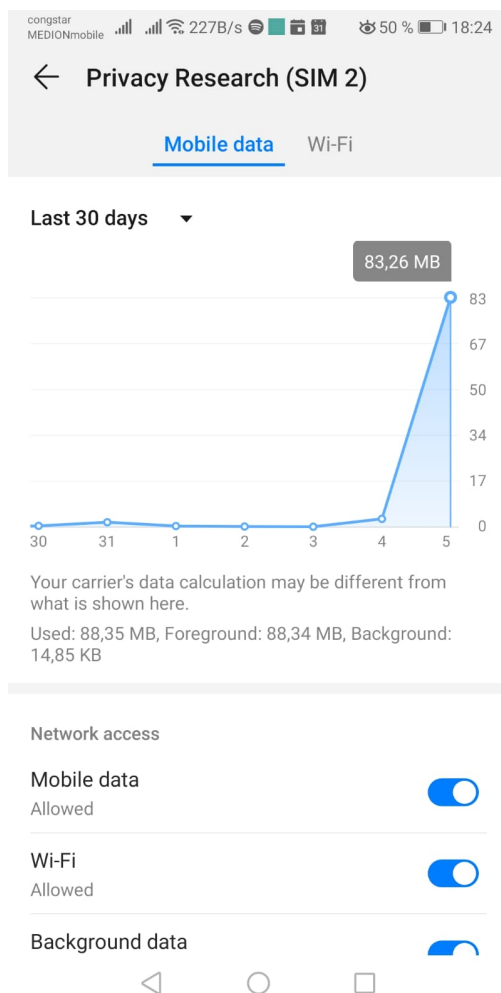 congstar
MEDIONmobile 227B/s 31 50 % 18:24
Privacy Research (SIM 2)
Mobile data Wi-Fi
Last 30 days
83,26 MB
83
67
50
34
17
0
30 31 1 2 3 4 5
Your carrier's data calculation may be different from
what is shown here.
Used: 88,35 MB, Foreground: 88,34 MB, Background:
14,85 KB
Network access
Mobile data
Allowed
Wi-Fi
Allowed
Background data